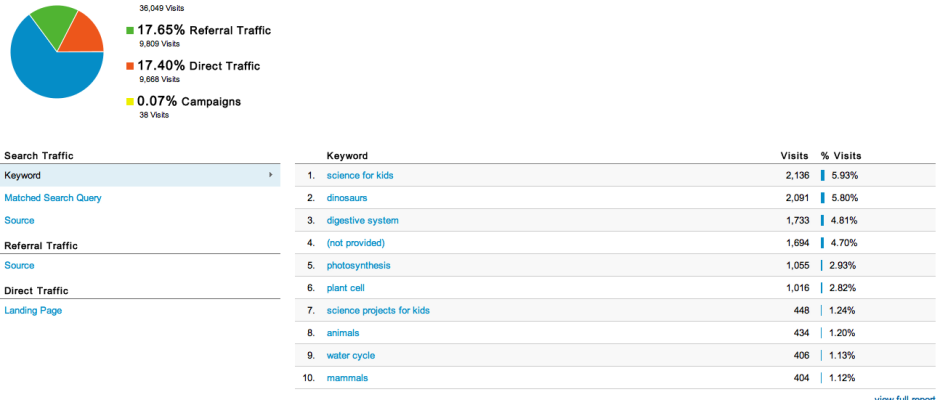 36,049 Visits
17.65% Referral Traffic
9,809 Visits
17.40% Direct Traffic
9,668 Visits
0.07% Campaigns
38 Visits
Search Traffic
Keyword
Matched Search Query
Source
Referral Traffic
Source
Direct Traffic
Landing Page
Keyword Visits % Visits
1. science for kids 2,136 5.93%
2. dinosaurs 2,091 5.80%
3. digestive system 1,733 4.81%
4. (not provided) 1,694 4.70%
5. photosynthesis 1,055 2.93%
6. plant cell 1,016 2.82%
7. science projects for kids 448 1.24%
8. animals 434 1.20%
9. water cycle 406 1.13%
10. mammals 404 1.12%
view full report